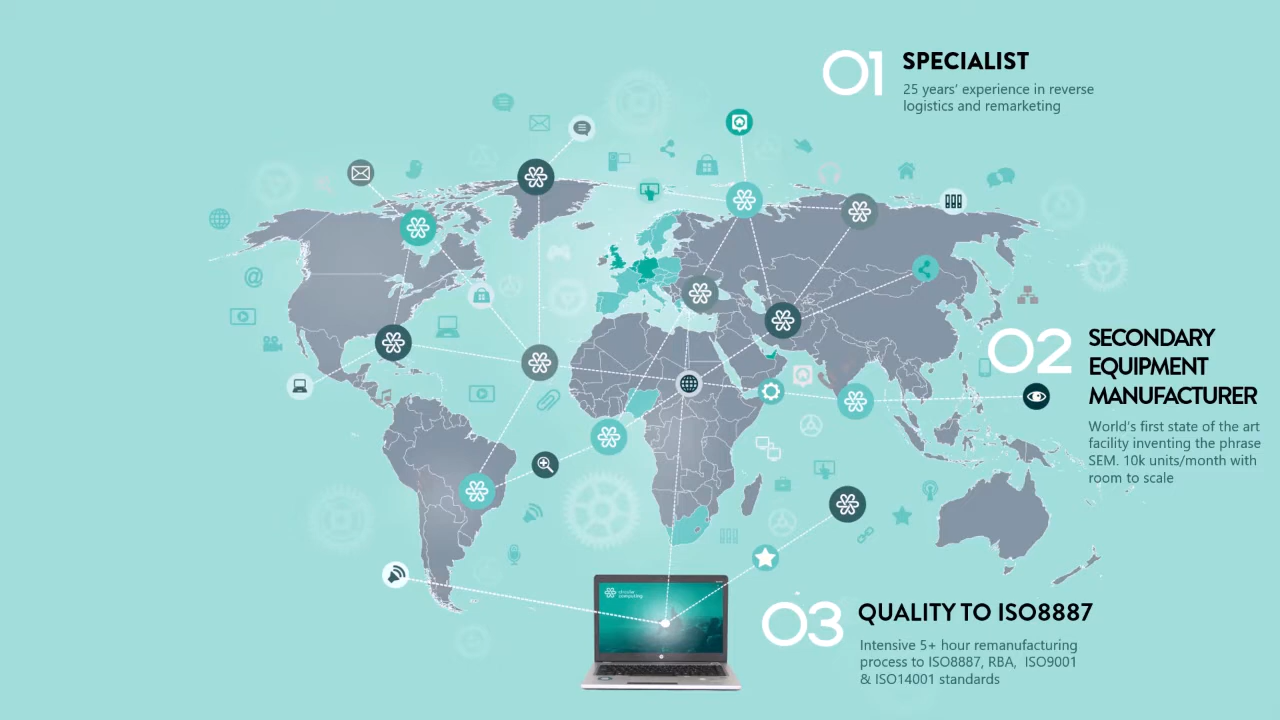 01
SPECIALIST
25 years' experience in reverse
logistics and remarketing
02
SECONDARY
EQUIPMENT
MANUFACTURER
World's first state of the art
facility inventing the phrase
SEM. 10k units/month with
room to scale
circular
computing
03
QUALITY TO ISO8887
Intensive 5+ hour remanufacturing
process to ISO8887, RBA, ISO9001
& ISO14001 standards